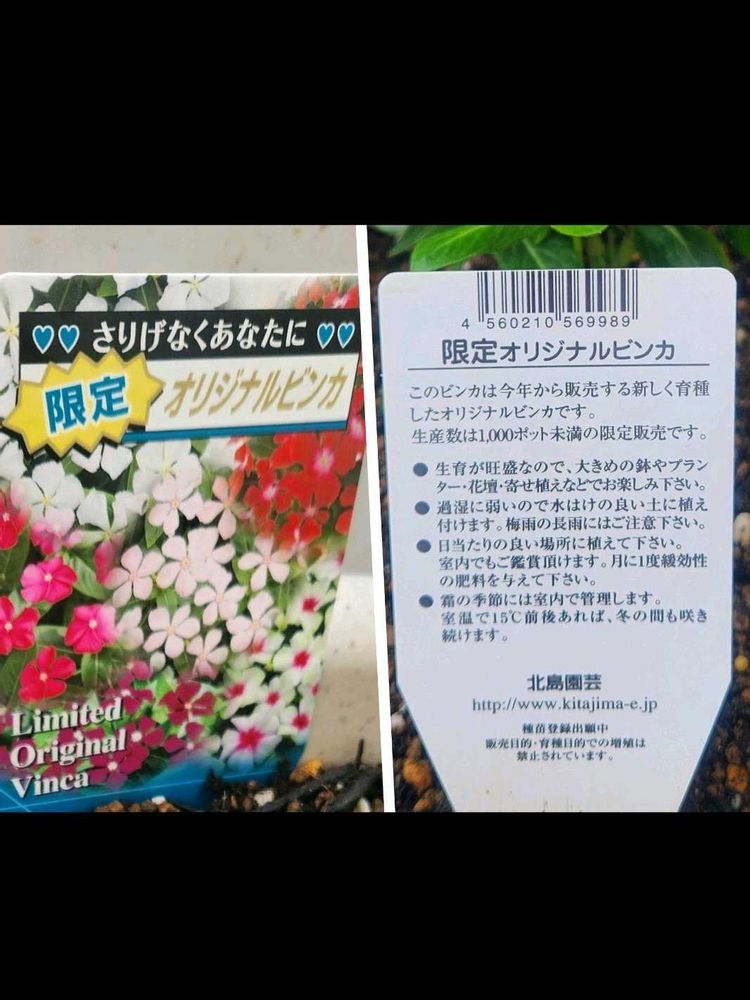 さりげなくあなたに
限定
オリジナルビンカ
Limited
Original
Vinca
4 560210 569989
限定オリジナルビンカ
このビンカは今年から販売する新しく育種
したオリジナルビンカです。
生産数は1,000ポット未満の限定販売です。
●生育が旺盛なので、大きめの鉢やプラン
ター・花壇・寄せ植えなどでお楽しみ下さい。
●過湿に弱いので水はけの良い土に植え
付けます。梅雨の長雨にはご注意下さい。
●日当たりの良い場所に植えて下さい。
室内でもご鑑賞頂けます。月に1度緩効性
の肥料を与えて下さい。
●霜の季節には室内で管理します。
室温で15℃前後あれば、冬の間も咲き
続けます。
北島園芸
http://www.kitajima-e.jp
種苗登録出願中
販売目的・育種目的での増殖は
禁止されています。